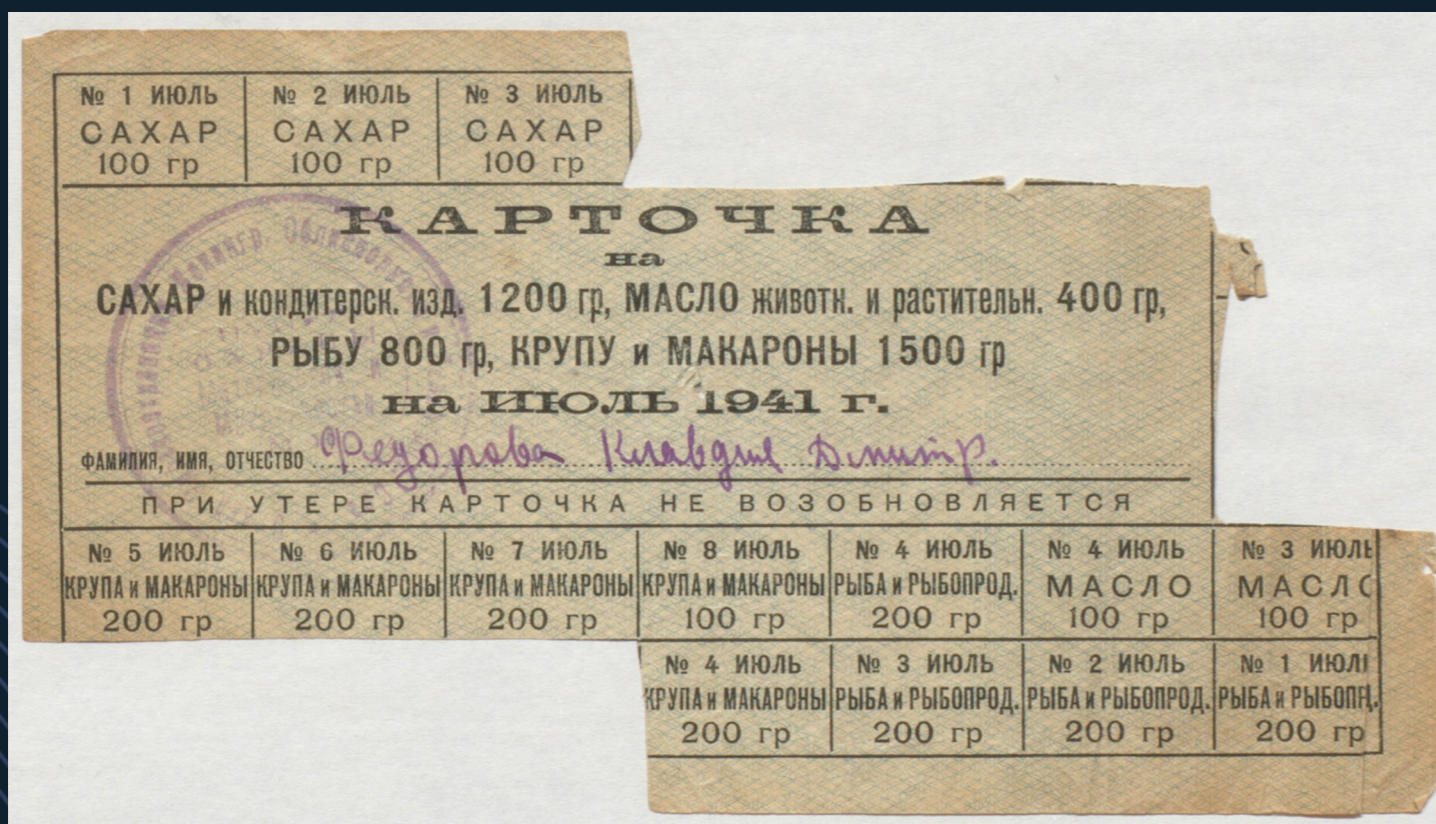 № 1 ИЮЛЬ № 2 ИЮЛЬ № 3 ИЮЛЬ
САХАР САХАР САХАР
100 гр 100 гр 100 гр
КАРТОЧКА
на
САХАР и кондитерск. изд. 1200 гр, МАСЛО животн. и растительн. 400 гр,
РЫБУ 800 гр, КРУПУ и МАКАРОНЫ 1500 гр
на ИЮЛЬ 1941 г.
ФАМИЛИЯ, ИМЯ, ОТЧЕСТВО Федорова Клавдия Дмитр.
ПРИ УТЕРЕ КАРТОЧКА НЕ ВОЗОБНОВЛЯЕТСЯ
№ 5 ИЮЛЬ № 6 ИЮЛЬ № 7 ИЮЛЬ № 8 ИЮЛЬ № 4 ИЮЛЬ № 4 ИЮЛЬ № 3 ИЮЛЬ
КРУПА и МАКАРОНЫ КРУПА и МАКАРОНЫ КРУПА и МАКАРОНЫ КРУПА и МАКАРОНЫ РЫБА и РЫБОПРОД. МАСЛО МАСЛО
200 гр 200 гр 200 гр 100 гр 200 гр 100 гр 100 гр
№ 4 ИЮЛЬ № 3 ИЮЛЬ № 2 ИЮЛЬ № 1 ИЮЛЬ
КРУПА и МАКАРОНЫ РЫБА и РЫБОПРОД. РЫБА и РЫБОПРОД. РЫБА и РЫБОПР
200 гр 200 гр 200 гр 200 гр